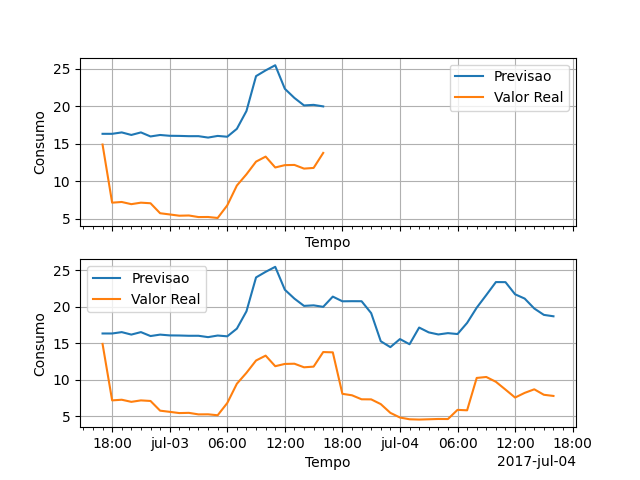 25
20
15
10
5
Consumo
Previsao
Valor Real
Tempo
25
20
15
10
5
Consumo
Previsao
Valor Real
18:00 jul-03 06:00 12:00 18:00 jul-04 06:00 12:00 18:00
Tempo
2017-jul-04